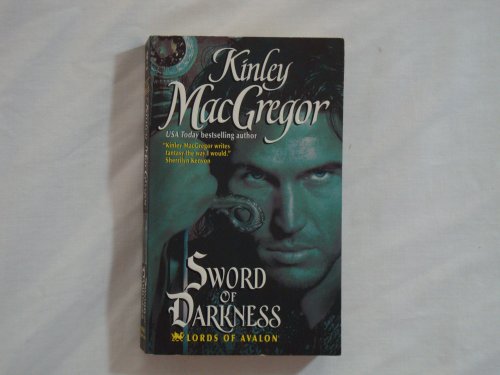 Kinley
MacGregor
USA Today bestselling author
"Kinley MacGregor writes
fantasy the way I would."
Sherrilyn Kenyon
SWORD
OF
DARKNESS
LORDS OF AVALON
MacGregor